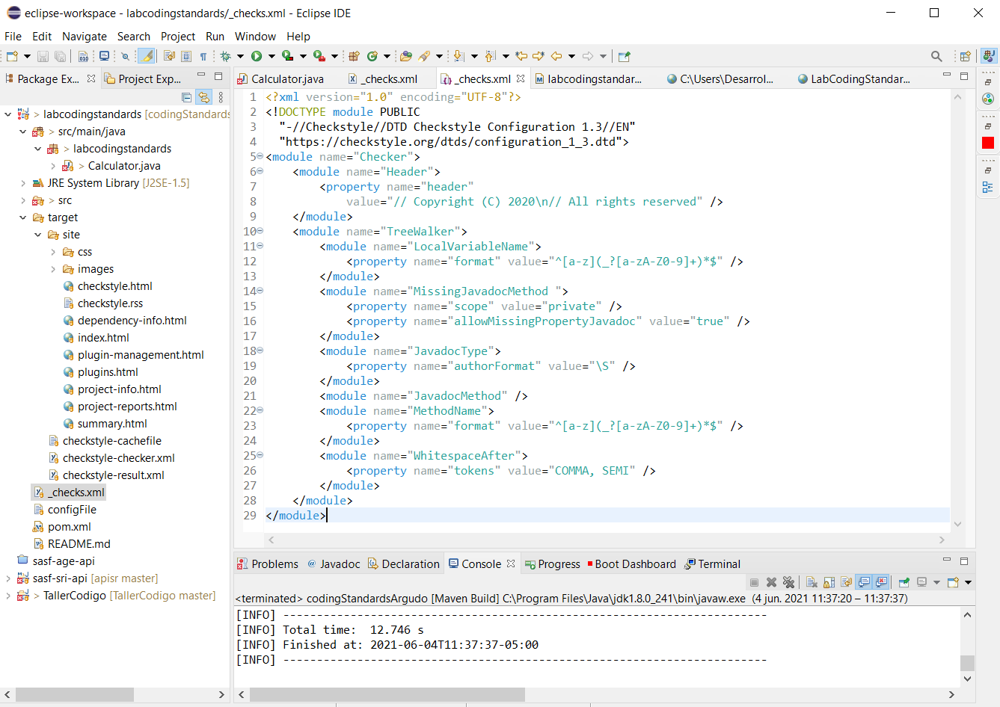 eclipse-workspace - labcodingstandards/_checks.xml - Eclipse IDE
File Edit Navigate Search Project Run Window Help
Package Ex... Project Exp...
labcodingstandards [codingStandards
> src/main/java
> labcodingstandards
> Calculator.java
JRE System Library [J2SE-1.5]
> src
target
site
css
images
checkstyle.html
checkstyle.rss
dependency-info.html
index.html
plugin-management.html
plugins.html
project-info.html
project-reports.html
summary.html
checkstyle-cachefile
checkstyle-checker.xml
checkstyle-result.xml
_checks.xml
configFile
pom.xml
README.md
sasf-age-api
sasf-sri-api [apisr master]
> TallerCodigo [TallerCodigo master]
Calculator.java _checks.xml _checks.xml labcodingstandar... C:\Users\Desarrol... LabCodingStandar...
1 <?xml version="1.0" encoding="UTF-8"?>
2 <!DOCTYPE module PUBLIC
3 "-//Checkstyle//DTD Checkstyle Configuration 1.3//EN"
4 "https://checkstyle.org/dtds/configuration_1_3.dtd">
5 <module name="Checker">
6 <module name="Header">
7 <property name="header"
8 value="// Copyright (C) 2020\n// All rights reserved" />
9 </module>
10 <module name="TreeWalker">
11 <module name="LocalVariableName">
12 <property name="format" value="^[a-z](_?[a-zA-Z0-9]+)*$" />
13 </module>
14 <module name="MissingJavadocMethod ">
15 <property name="scope" value="private" />
16 <property name="allowMissingPropertyJavadoc" value="true" />
17 </module>
18 <module name="JavadocType">
19 <property name="authorFormat" value="\S" />
20 </module>
21 <module name="JavadocMethod" />
22 <module name="MethodName">
23 <property name="format" value="^[a-z](_?[a-zA-Z0-9]+)*$" />
24 </module>
25 <module name="WhitespaceAfter">
26 <property name="tokens" value="COMMA, SEMI" />
27 </module>
28 </module>
29 </module>
Problems @ Javadoc Declaration Console Progress Boot Dashboard Terminal
<terminated> codingStandardsArgudo [Maven Build] C:\Program Files\Java\jdk1.8.0_241\bin\javaw.exe (4 jun. 2021 11:37:20 – 11:37:37)
[INFO] ------------------------------------------------------------------------
[INFO] Total time:  12.746 s
[INFO] Finished at: 2021-06-04T11:37:37-05:00
[INFO] ------------------------------------------------------------------------